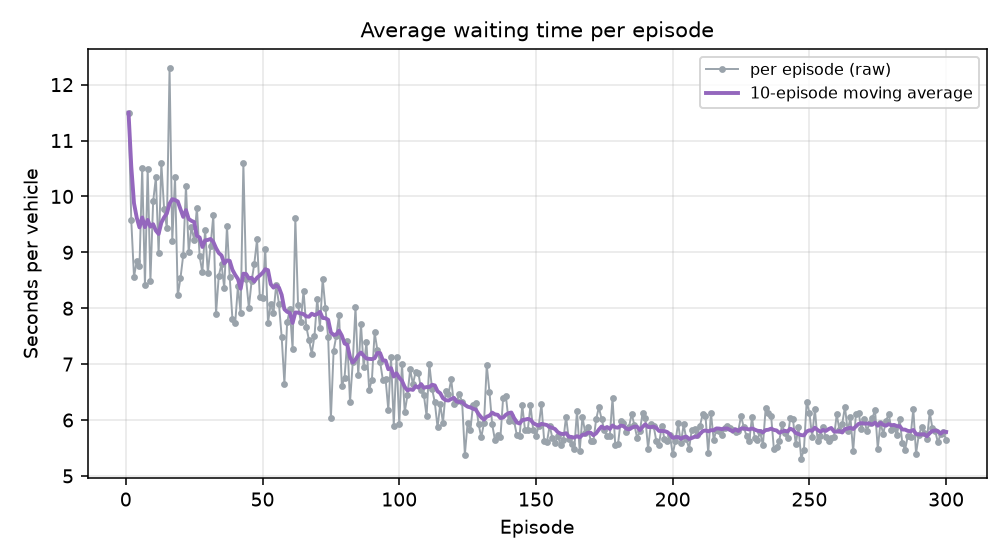 Average waiting time per episode
per episode (raw)
10-episode moving average
Seconds per vehicle
12
11
10
9
8
7
6
5
0 50 100 150 200 250 300
Episode